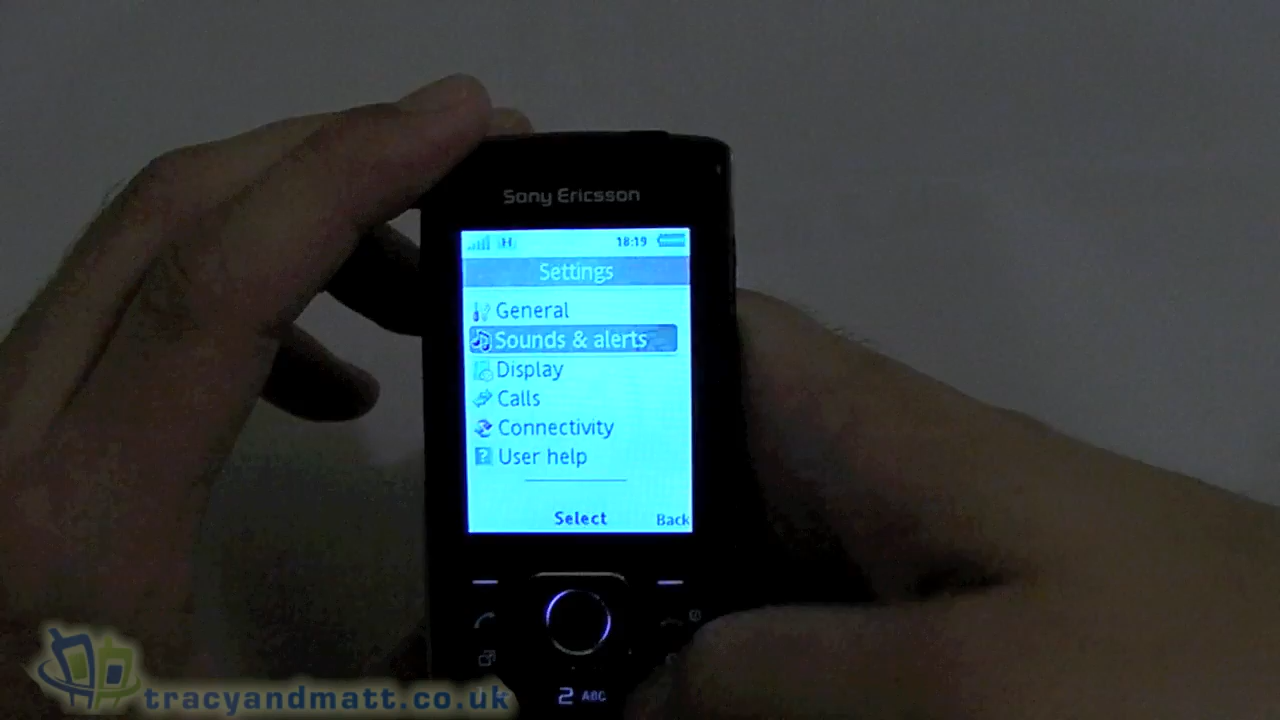 Sony Ericsson
H 18:19
Settings
General
Sounds & alerts
Display
Calls
Connectivity
User help
Select Back
2 ABC
tracyandmatt.co.uk